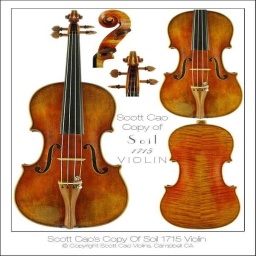 Scott Cao
Copy of
Soil
1715
VIOLIN
Scott Cao's Copy Of Soil 1715 Violin
© Copyright Scott Cao Violins, Campbell CA